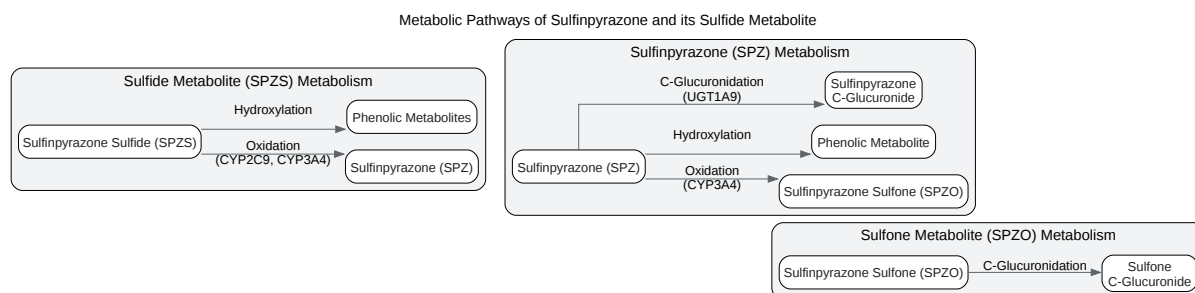 Metabolic Pathways of Sulfinpyrazone and its Sulfide Metabolite
Sulfide Metabolite (SPZS) Metabolism
Sulfinpyrazone Sulfide (SPZS)
Hydroxylation
Phenolic Metabolites
Oxidation
(CYP2C9, CYP3A4)
Sulfinpyrazone (SPZ)
Sulfinpyrazone (SPZ) Metabolism
Sulfinpyrazone (SPZ)
C-Glucuronidation
(UGT1A9)
Sulfinpyrazone
C-Glucuronide
Hydroxylation
Phenolic Metabolite
Oxidation
(CYP3A4)
Sulfinpyrazone Sulfone (SPZO)
Sulfone Metabolite (SPZO) Metabolism
Sulfinpyrazone Sulfone (SPZO)
C-Glucuronidation
Sulfone
C-Glucuronide